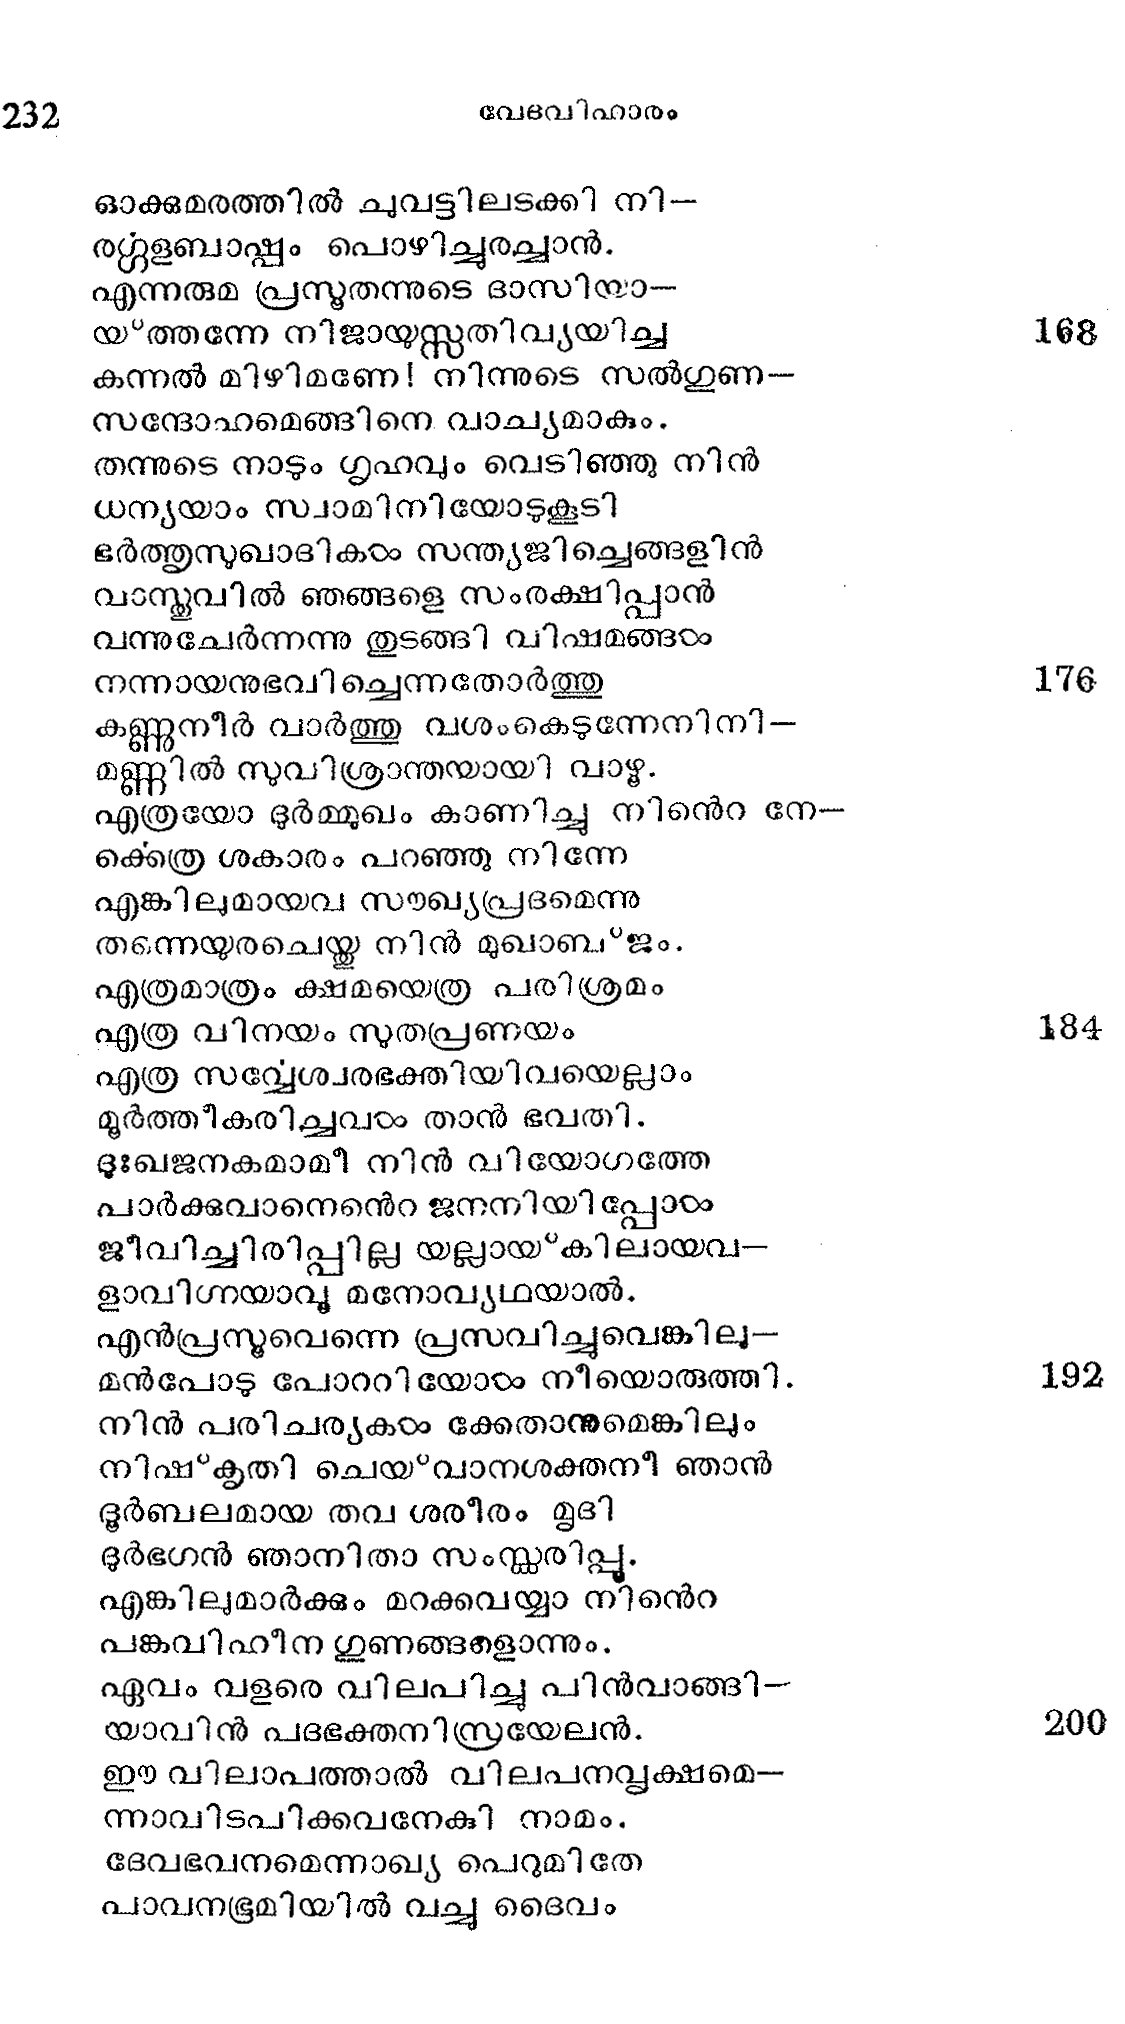 232
വേദവിഹാരം
ഓക്കുമരത്തിൽ ചുവട്ടിലടക്കി നി—
രൎഗ്ഗളബാഷ്പം പൊഴിച്ചുരച്ചാൻ.
എന്നരുമ പ്രസൂതന്നുടെ ദാസിയാ—
യ്ത്തന്നേ നിജായുസ്സതിവ്യയിച്ച
168
കന്നൽ മിഴിമണേ! നിന്നുടെ സൽഗുണ—
സന്ദോഹമെങ്ങിനെ വാച്യമാകും.
തന്നുടെ നാടും ഗൃഹവും വെടിഞ്ഞു നിൻ
ധന്യയാം സ്വാമിനിയോടുകൂടി
ഭർത്തൃസുഖാദികൾ സന്ത്യജിച്ചെങ്ങളിൻ
വാസ്തുവിൽ ഞങ്ങളെ സംരക്ഷിപ്പാൻ
വന്നുചേർന്നന്നു തുടങ്ങി വിഷമങ്ങൾ
നന്നായനുഭവിച്ചെന്നതോർത്തു
176
കണ്ണുനീർ വാർത്തു വശംകെടുന്നേനിനി—
മണ്ണിൽ സുവിശ്രാന്തയായി വാഴൂ.
എത്രയോ ദുർമ്മുഖം കാണിച്ചു നിൻെറ നേ—
ൎക്കെത്ര ശകാരം പറഞ്ഞു നിന്നേ
എങ്കിലുമായവ സൗഖ്യപ്രദമെന്നു
തന്നെയുരചെയ്തു നിൻ മുഖാബ്ജം.
എത്രമാത്രം ക്ഷമയെത്ര പരിശ്രമം
എത്ര വിനയം സുതപ്രണയം
184
എത്ര സൎവ്വേശ്വരഭക്തിയിവയെല്ലാം
മൂർത്തീകരിച്ചവൾ താൻ ഭവതി.
ദുഃഖജനകമാമീ നിൻ വിയോഗത്തേ
പാർക്കുവാനെൻെറ ജനനിയിപ്പോൾ
ജീവിച്ചിരിപ്പില്ല യല്ലായ്കിലായവ—
ളാവിഗ്നയാവൂ മനോവ്യഥയാൽ.
എൻപ്രസൂവെന്നെ പ്രസവിച്ചുവെങ്കിലു—
മൻപോടു പോററിയോൾ നീയൊരുത്തി.
192
നിൻ പരിചര്യകൾ ക്കേതാനുമെങ്കിലും
നിഷ്കൃതി ചെയ്വാനശക്തനീ ഞാൻ
ദൂർബലമായ തവ ശരീരം മൃദി
ദുർഭഗൻ ഞാനിതാ സംസ്കരിപ്പൂ.
എങ്കിലുമാർക്കും മറക്കവയ്യാ നിൻെറ
പങ്കവിഹീന ഗുണങ്ങളൊന്നും.
ഏവം വളരെ വിലപിച്ചു പിൻവാങ്ങി—
യാവിൻ പദഭക്തനിസ്രയേലൻ.
200
ഈ വിലാപത്താൽ വിലപനവൃക്ഷമെ—
ന്നാവിടപിക്കവനേകി നാമം.
ദേവഭവനമെന്നാഖ്യ പെറുമിതേ
പാവനഭൂമിയിൽ വച്ചു ദൈവം